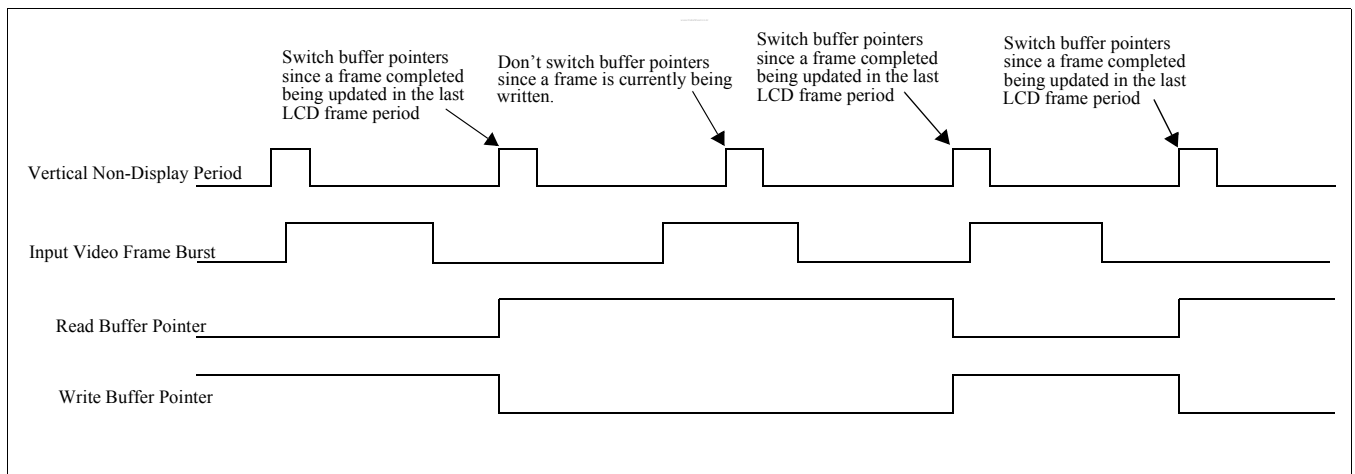 Switch buffer pointers
since a frame completed
being updated in the last
LCD frame period
Don’t switch buffer pointers
since a frame is currently being
written.
Switch buffer pointers
since a frame completed
being updated in the last
LCD frame period
Switch buffer pointers
since a frame completed
being updated in the last
LCD frame period
Vertical Non-Display Period
Input Video Frame Burst
Read Buffer Pointer
Write Buffer Pointer